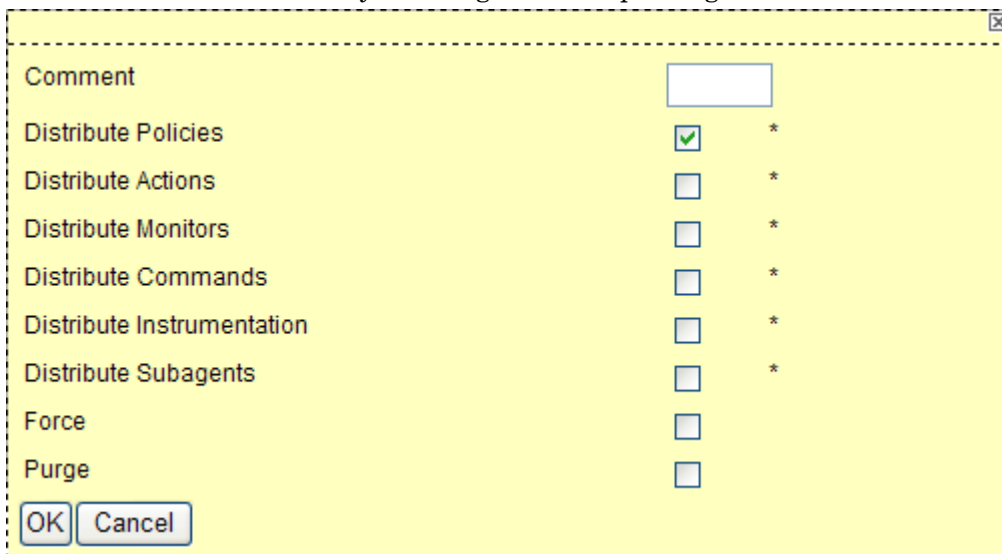 Comment
Distribute Policies *
Distribute Actions *
Distribute Monitors *
Distribute Commands *
Distribute Instrumentation *
Distribute Subagents *
Force
Purge
OK Cancel